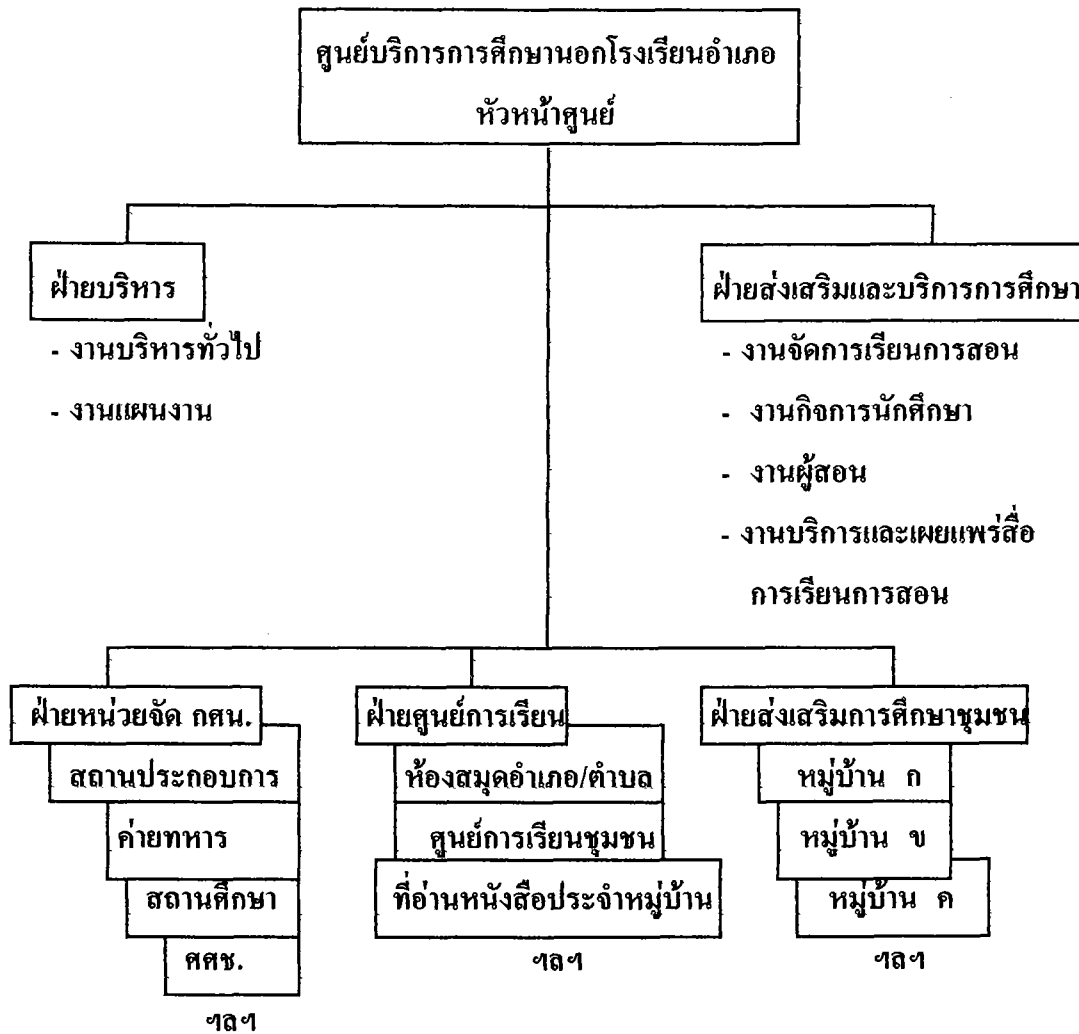 ศูนย์บริการการศึกษานอกโรงเรียนอำเภอ
หัวหน้าศูนย์
ฝ่ายบริหาร
- งานบริหารทั่วไป
- งานแผนงาน
ฝ่ายส่งเสริมและบริการการศึกษา
- งานจัดการเรียนการสอน
- งานกิจการนักศึกษา
- งานผู้สอน
- งานบริการและเผยแพร่สื่อ
การเรียนการสอน
ฝ่ายหน่วยจัด กศน.
สถานประกอบการ
ค่ายทหาร
สถานศึกษา
ศศช.
ฯลฯ
ฝ่ายศูนย์การเรียน
ห้องสมุดอำเภอ/ตำบล
ศูนย์การเรียนชุมชน
ที่อ่านหนังสือประจำหมู่บ้าน
ฯลฯ
ฝ่ายส่งเสริมการศึกษาชุมชน
หมู่บ้าน ก
หมู่บ้าน ข
หมู่บ้าน ค
ฯลฯ